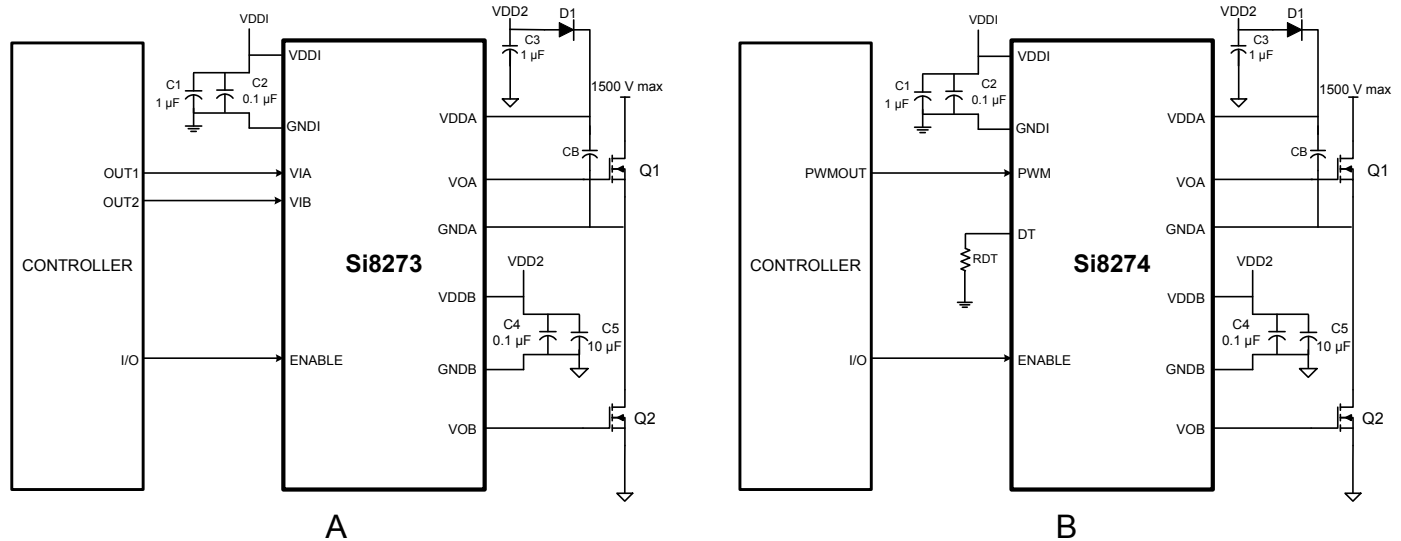 VDDI
VDD2
D1
C3
1 µF
C1
1 µF
C2
0.1 µF
VDDI
GNDI
VDDA
1500 V max
CB
Q1
OUT1
OUT2
VIA
VIB
VOA
GNDA
CONTROLLER
Si8273
VDD2
VDDB
C4
0.1 µF
C5
10 µF
GNDB
I/O
ENABLE
VOB
Q2
A
VDDI
VDD2
D1
C3
1 µF
C1
1 µF
C2
0.1 µF
VDDI
GNDI
VDDA
1500 V max
CB
Q1
PWMOUT
PWM
VOA
GNDA
DT
RDT
CONTROLLER
Si8274
VDD2
VDDB
C4
0.1 µF
C5
10 µF
GNDB
I/O
ENABLE
VOB
Q2
B